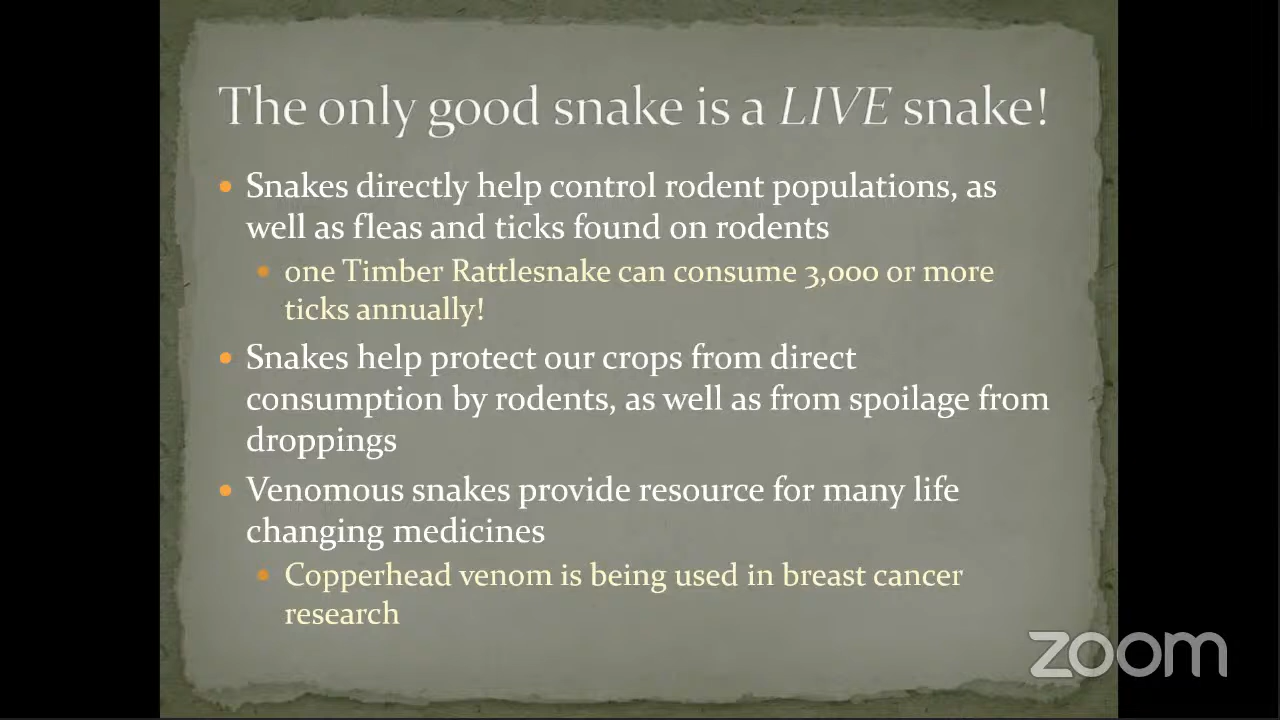 The only good snake is a LIVE snake!
Snakes directly help control rodent populations, as
well as fleas and ticks found on rodents
one Timber Rattlesnake can consume 3,000 or more
ticks annually!
Snakes help protect our crops from direct
consumption by rodents, as well as from spoilage from
droppings
Venomous snakes provide resource for many life
changing medicines
Copperhead venom is being used in breast cancer
research
zoom